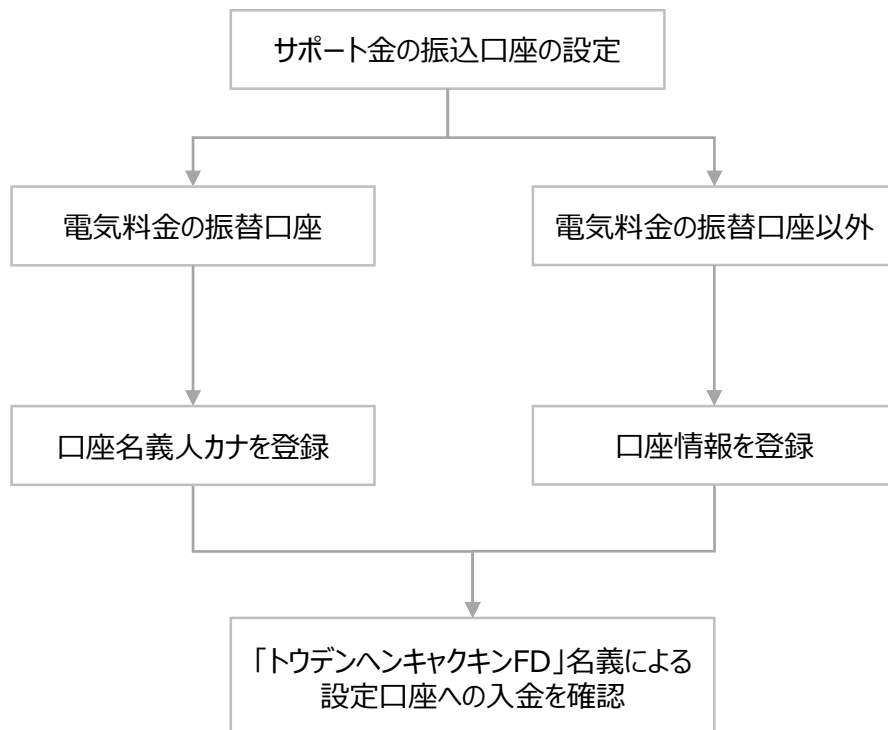 サポート金の振込口座の設定
電気料金の振替口座
電気料金の振替口座以外
口座名義人カナを登録
口座情報を登録
「トウデンヘンキャクキンFD」名義による
設定口座への入金を確認